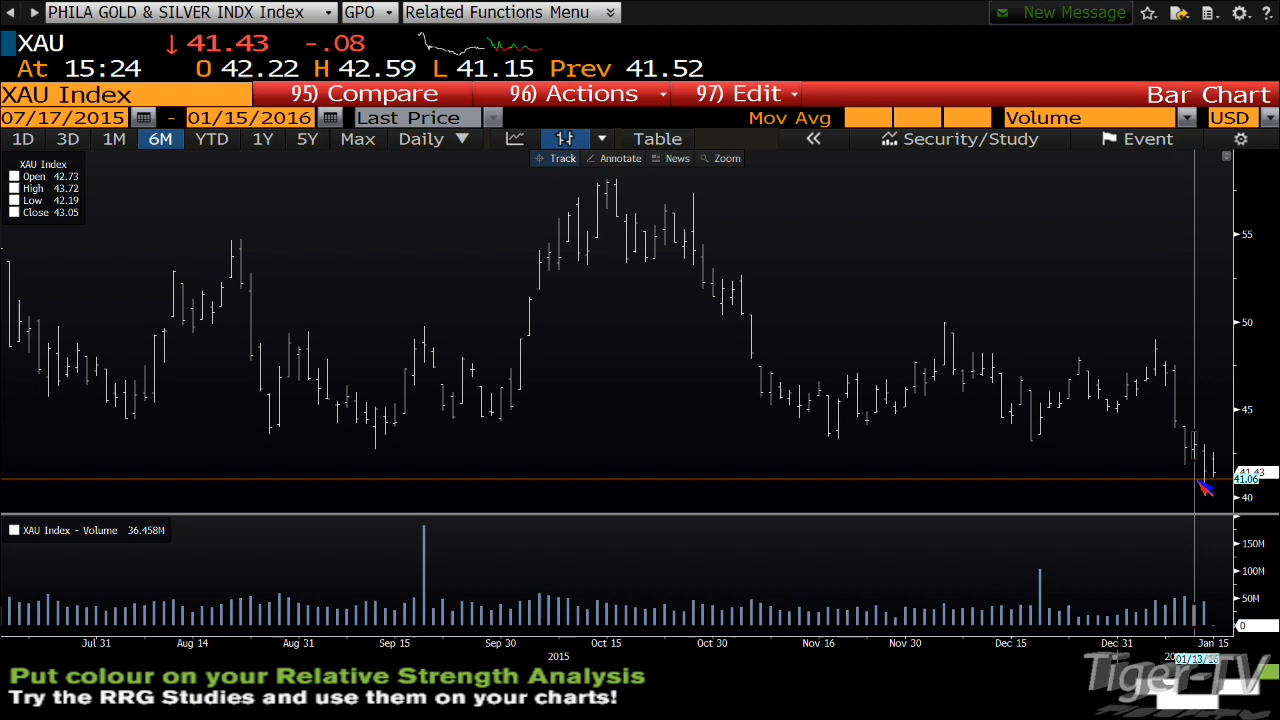 PHILA GOLD & SILVER INDX Index GPO Related Functions Menu New Message
XAU ↓ 41.43 -.08
At 15:24 O 42.22 H 42.59 L 41.15 Prev 41.52
XAU Index 95) Compare 96) Actions 97) Edit Bar Chart
07/17/2015 - 01/15/2016 Last Price Mov Avg Volume USD
1D 3D 1M 6M YTD 1Y 5Y Max Daily ▼ Table « Security/Study Event
Track Annotate News Zoom
XAU Index
Open 42.73
High 43.72
Low 42.19
Close 43.05
55
50
45
41.43
41.06
40
XAU Index - Volume 36.458M
150M
100M
50M
0
Jul 31 Aug 14 Aug 31 Sep 15 Sep 30 Oct 15 Oct 30 Nov 16 Nov 30 Dec 15 Dec 31 Jan 15
2015 01/13/16
Put colour on your Relative Strength Analysis
Try the RRG Studies and use them on your charts!
Tiger-TV